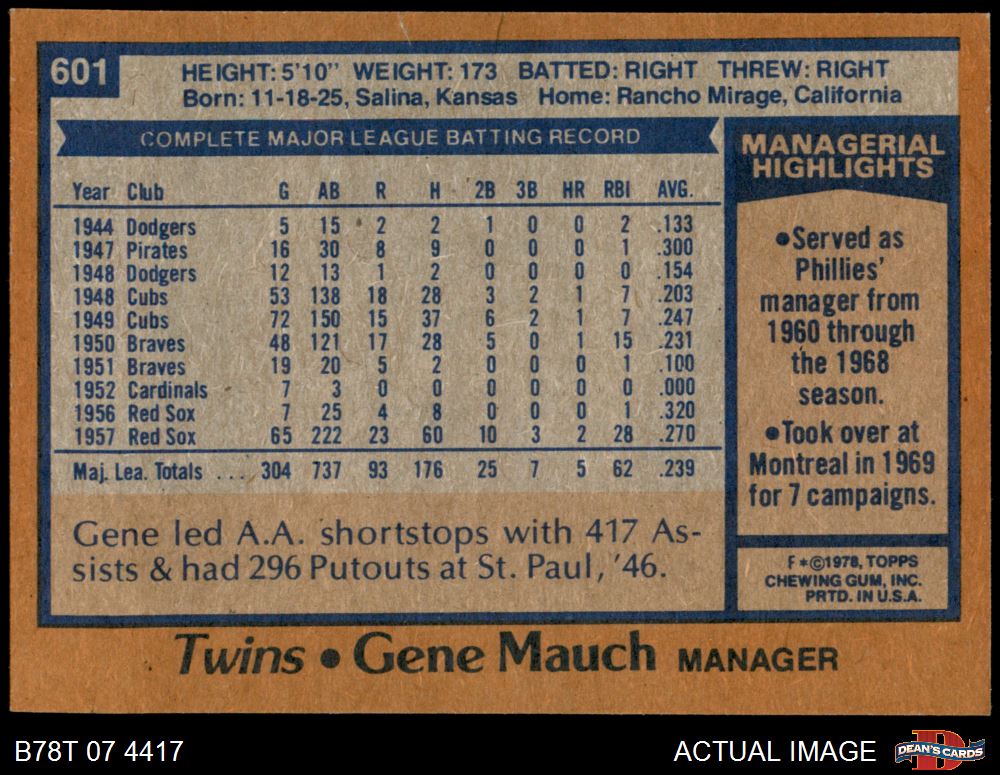 601
HEIGHT: 5'10" WEIGHT: 173 BATTED: RIGHT THREW: RIGHT
Born: 11-18-25, Salina, Kansas Home: Rancho Mirage, California
COMPLETE MAJOR LEAGUE BATTING RECORD
Year Club G AB R H 2B 3B HR RBI AVG.
1944 Dodgers 5 15 2 2 1 0 0 2 .133
1947 Pirates 16 30 8 9 0 0 0 1 .300
1948 Dodgers 12 13 1 2 0 0 0 0 .154
1948 Cubs 53 138 18 28 3 2 1 7 .203
1949 Cubs 72 150 15 37 6 2 1 7 .247
1950 Braves 48 121 17 28 5 0 1 15 .231
1951 Braves 19 20 5 2 0 0 0 1 .100
1952 Cardinals 7 3 0 0 0 0 0 0 .000
1956 Red Sox 7 25 4 8 0 0 0 1 .320
1957 Red Sox 65 222 23 60 10 3 2 28 .270
Maj. Lea. Totals . . . . 304 737 93 176 25 7 5 62 .239
Gene led A.A. shortstops with 417 As-
sists & had 296 Putouts at St. Paul, '46.
MANAGERIAL
HIGHLIGHTS
●Served as
Phillies'
manager from
1960 through
the 1968
season.
●Took over at
Montreal in 1969
for 7 campaigns.
F*©1978, TOPPS
CHEWING GUM, INC.
PRTD. IN U.S.A.
Twins ● Gene Mauch MANAGER
B78T 07 4417
ACTUAL IMAGE
DEAN'S CARDS